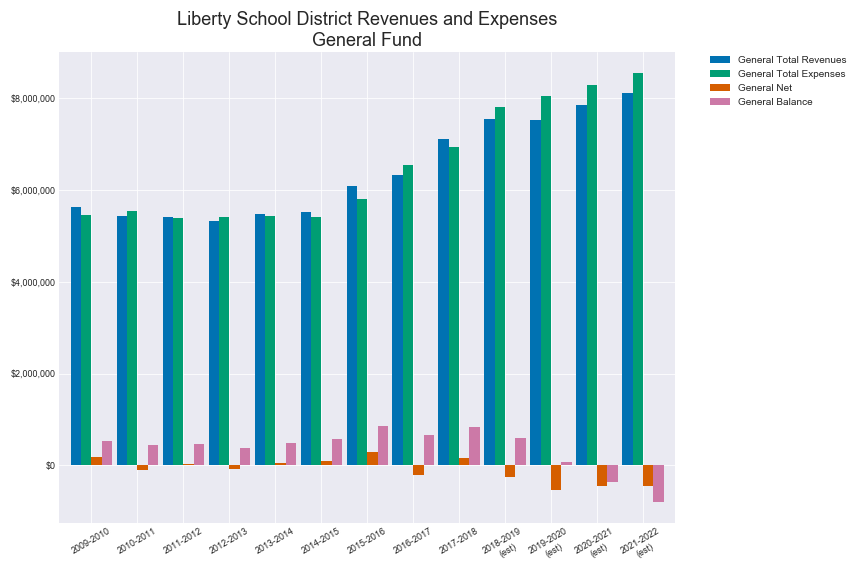 Liberty School District Revenues and Expenses
General Fund
General Total Revenues
General Total Expenses
General Net
General Balance
$8,000,000
$6,000,000
$4,000,000
$2,000,000
$0
2009-2010
2010-2011
2011-2012
2012-2013
2013-2014
2014-2015
2015-2016
2016-2017
2017-2018
2018-2019
(est)
2019-2020
(est)
2020-2021
(est)
2021-2022
(est)